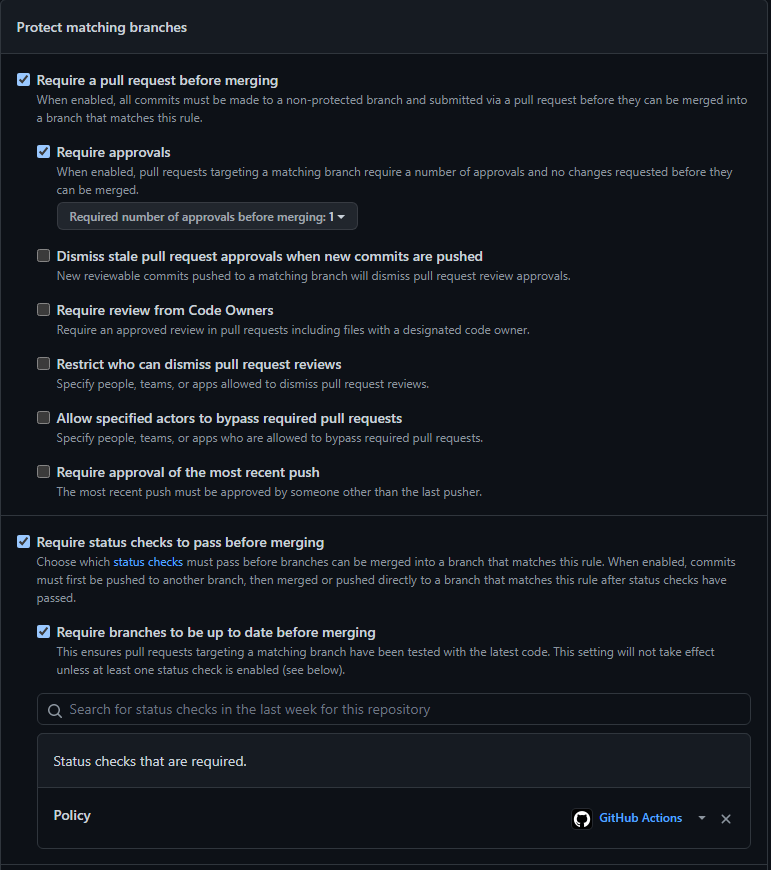 Protect matching branches
Require a pull request before merging
When enabled, all commits must be made to a non-protected branch and submitted via a pull request before they can be merged into
a branch that matches this rule.
Require approvals
When enabled, pull requests targeting a matching branch require a number of approvals and no changes requested before they
can be merged.
Required number of approvals before merging: 1
Dismiss stale pull request approvals when new commits are pushed
New reviewable commits pushed to a matching branch will dismiss pull request review approvals.
Require review from Code Owners
Require an approved review in pull requests including files with a designated code owner.
Restrict who can dismiss pull request reviews
Specify people, teams, or apps allowed to dismiss pull request reviews.
Allow specified actors to bypass required pull requests
Specify people, teams, or apps who are allowed to bypass required pull requests.
Require approval of the most recent push
The most recent push must be approved by someone other than the last pusher.
Require status checks to pass before merging
Choose which status checks must pass before branches can be merged into a branch that matches this rule. When enabled, commits
must first be pushed to another branch, then merged or pushed directly to a branch that matches this rule after status checks have
passed.
Require branches to be up to date before merging
This ensures pull requests targeting a matching branch have been tested with the latest code. This setting will not take effect
unless at least one status check is enabled (see below).
Search for status checks in the last week for this repository
Status checks that are required.
Policy GitHub Actions